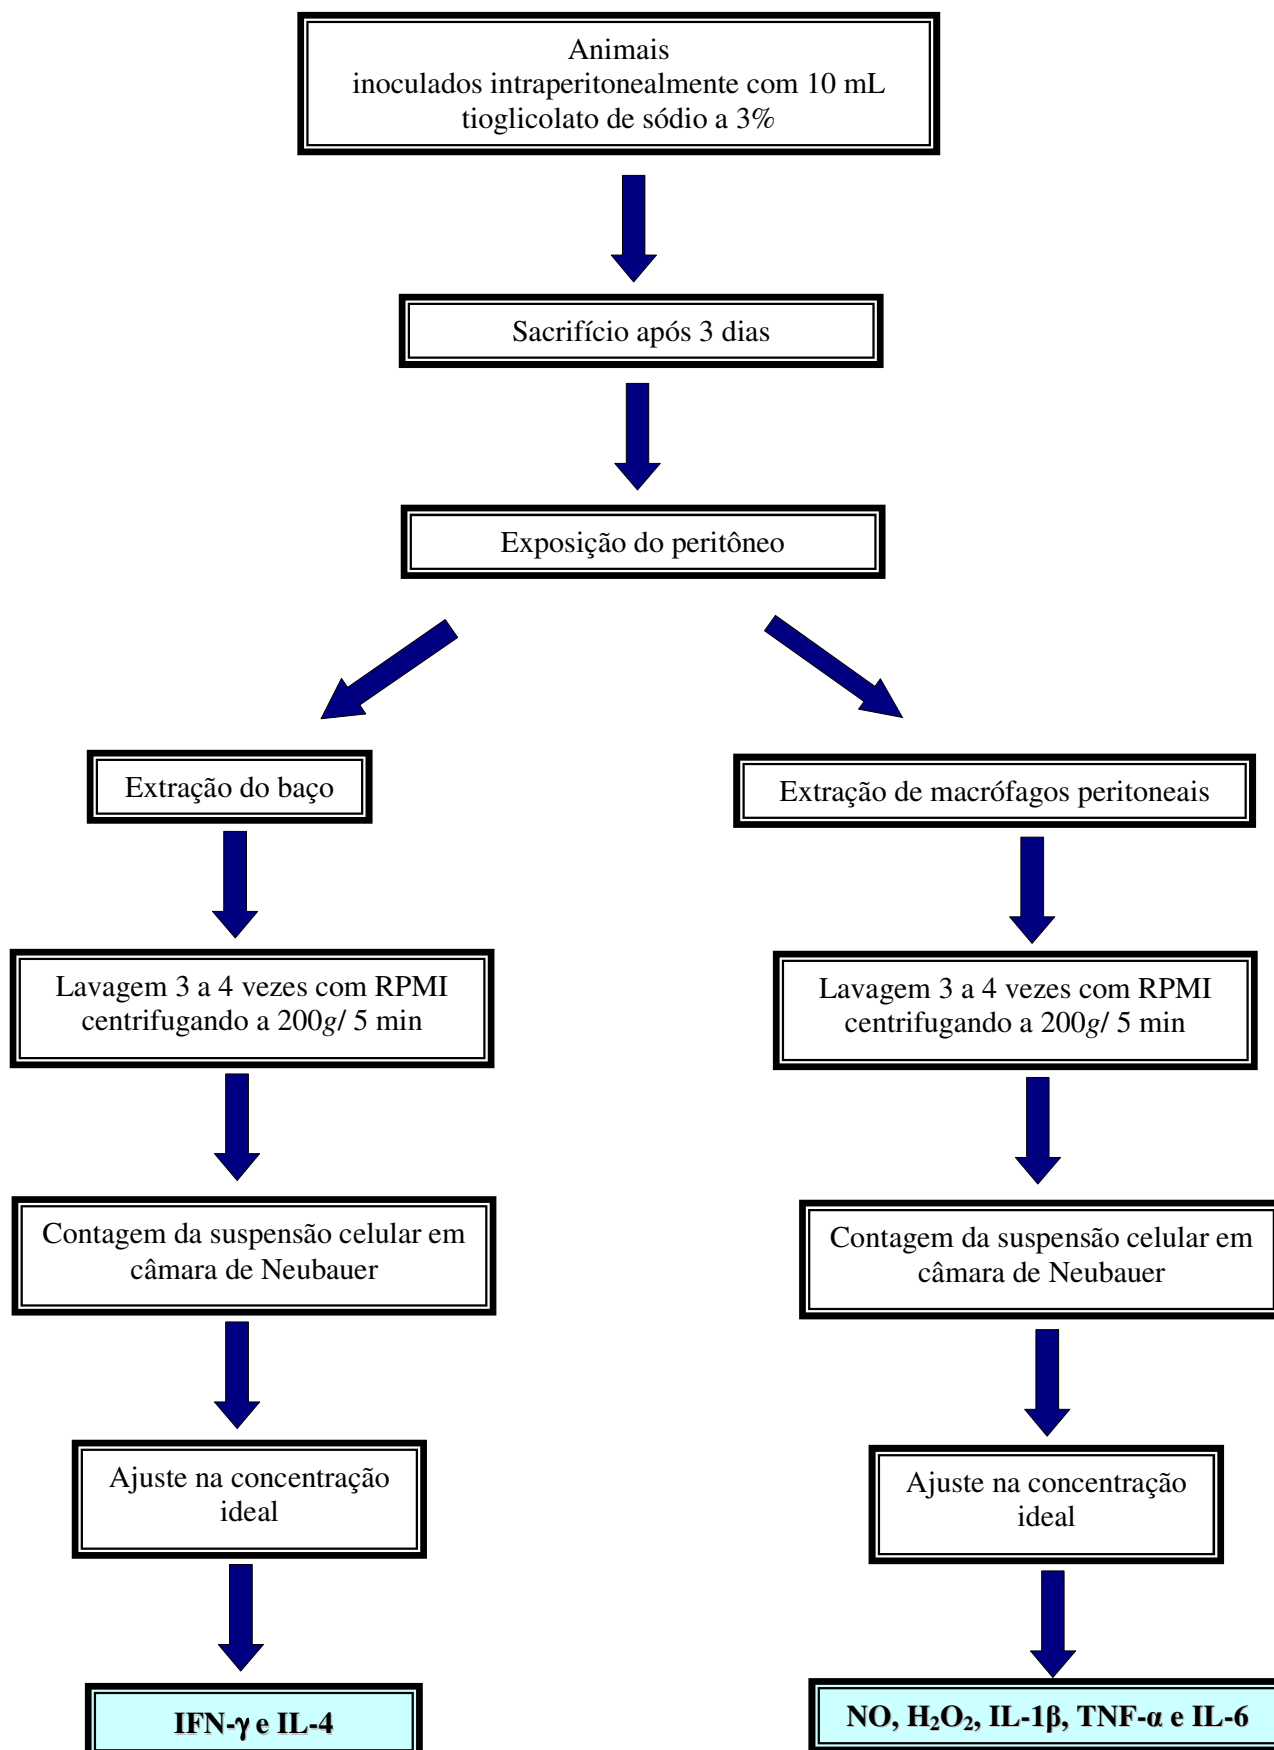 Animais
inoculados intraperitonealmente com 10 mL
tioglicolato de sódio a 3%
Sacrifício após 3 dias
Exposição do peritôneo
Extração do baço
Lavagem 3 a 4 vezes com RPMI
centrifugando a 200g/ 5 min
Contagem da suspensão celular em
câmara de Neubauer
Ajuste na concentração
ideal
IFN-γ e IL-4
Extração de macrófagos peritoneais
Lavagem 3 a 4 vezes com RPMI
centrifugando a 200g/ 5 min
Contagem da suspensão celular em
câmara de Neubauer
Ajuste na concentração
ideal
NO, H₂O₂, IL-1β, TNF-α e IL-6